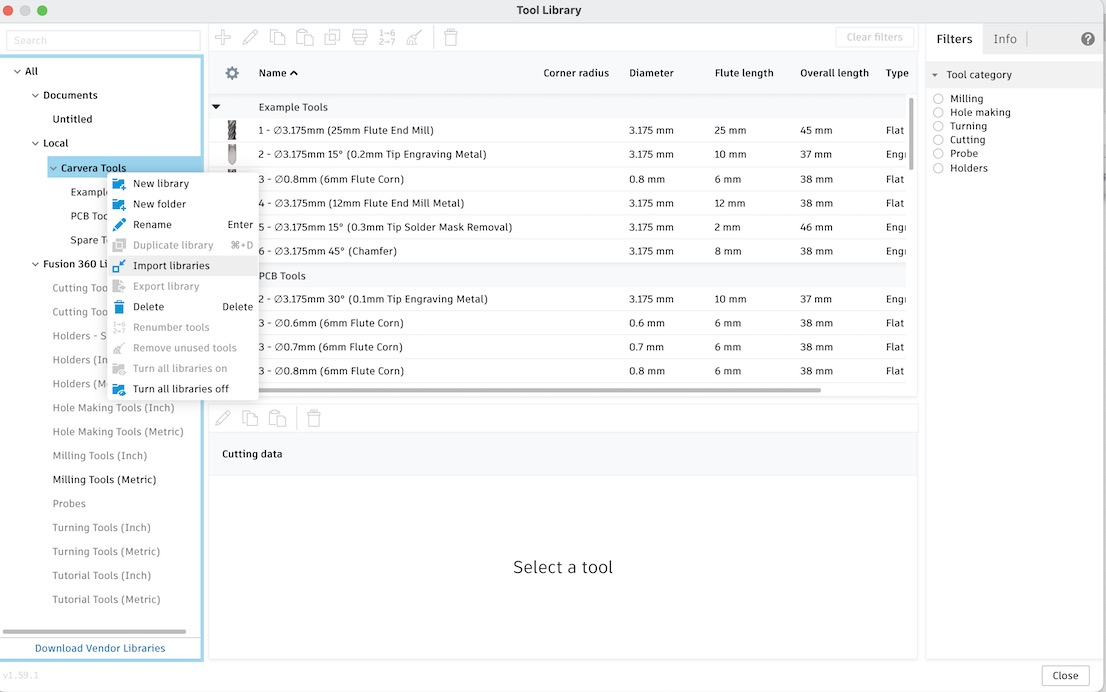 Tool Library
Search
Clear filters
Filters
Info
?
All
Documents
Untitled
Local
Carvera Tools
Fusion 360 Li
Cutting Too
Cutting Too
Holders - S
Holders (In
Holders (M
Hole Making Tools (Inch)
Hole Making Tools (Metric)
Milling Tools (Inch)
Milling Tools (Metric)
Probes
Turning Tools (Inch)
Turning Tools (Metric)
Tutorial Tools (Inch)
Tutorial Tools (Metric)
Download Vendor Libraries
v1.59.1
Exampl
PCB Too
Spare T
New library
New folder
Rename Enter
Duplicate library ⌘+D
Import libraries
Export library
Delete Delete
Renumber tools
Remove unused tools
Turn all libraries on
Turn all libraries off
Name Corner radius Diameter Flute length Overall length Type
Example Tools
1 - ∅3.175mm (25mm Flute End Mill) 3.175 mm 25 mm 45 mm Flat
2 - ∅3.175mm 15° (0.2mm Tip Engraving Metal) 3.175 mm 10 mm 37 mm Engr
3 - ∅0.8mm (6mm Flute Corn) 0.8 mm 6 mm 38 mm Flat
4 - ∅3.175mm (12mm Flute End Mill Metal) 3.175 mm 12 mm 38 mm Flat
5 - ∅3.175mm 15° (0.3mm Tip Solder Mask Removal) 3.175 mm 2 mm 46 mm Engr
6 - ∅3.175mm 45° (Chamfer) 3.175 mm 8 mm 38 mm Engr
PCB Tools
2 - ∅3.175mm 30° (0.1mm Tip Engraving Metal) 3.175 mm 10 mm 37 mm Engr
3 - ∅0.6mm (6mm Flute Corn) 0.6 mm 6 mm 38 mm Flat
3 - ∅0.7mm (6mm Flute Corn) 0.7 mm 6 mm 38 mm Flat
3 - ∅0.8mm (6mm Flute Corn) 0.8 mm 6 mm 38 mm Flat
Cutting data
Select a tool
Tool category
Milling
Hole making
Turning
Cutting
Probe
Holders
Close